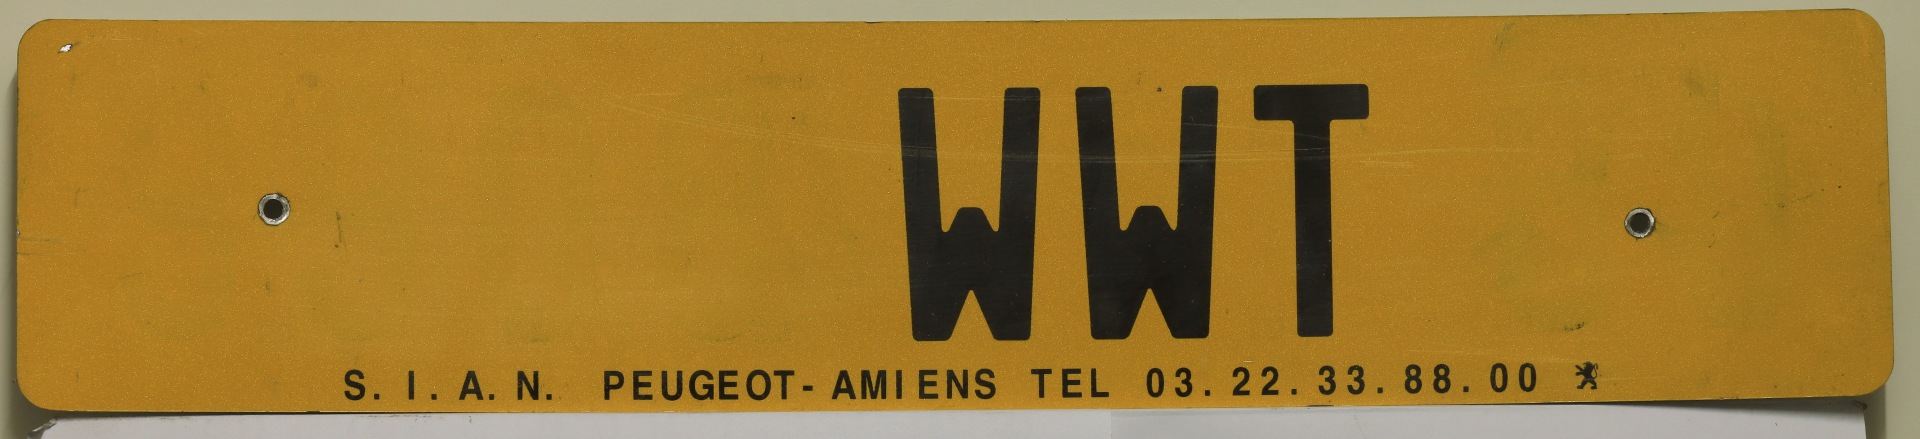 WWT
S.I.A.N. PEUGEOT-AMIENS TEL 03.22.33.88.00